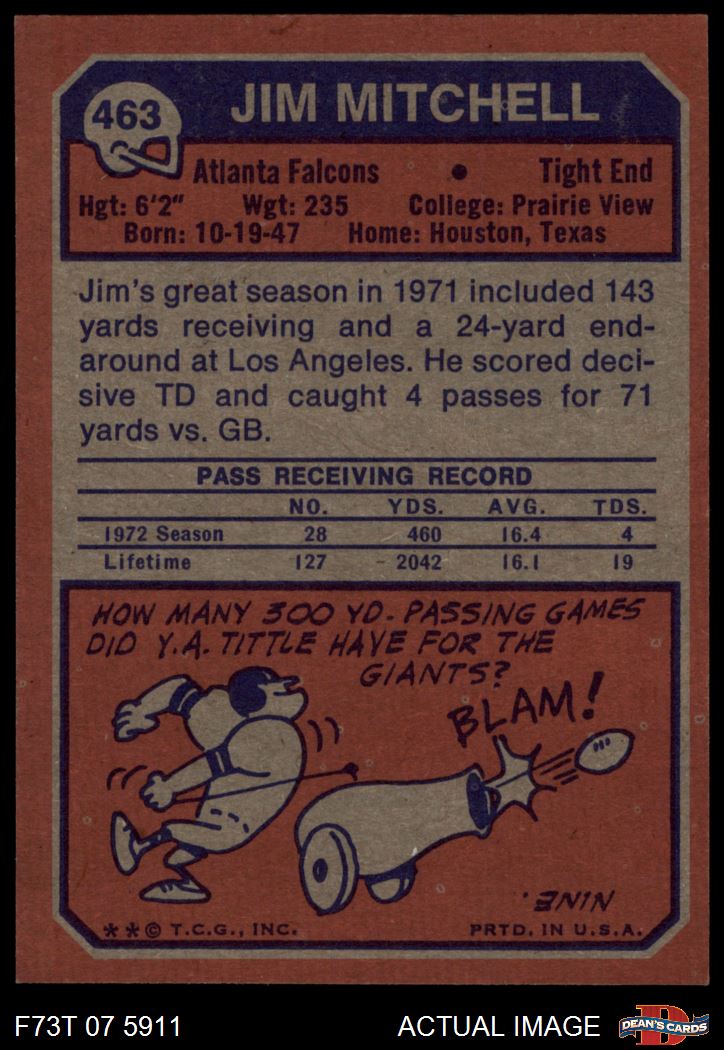 463
JIM MITCHELL
Atlanta Falcons • Tight End
Hgt: 6'2" Wgt: 235 College: Prairie View
Born: 10-19-47 Home: Houston, Texas
Jim's great season in 1971 included 143
yards receiving and a 24-yard end-
around at Los Angeles. He scored deci-
sive TD and caught 4 passes for 71
yards vs. GB.
PASS RECEIVING RECORD
NO. YDS. AVG. TDS.
1972 Season 28 460 16.4 4
Lifetime 127 2042 16.1 19
HOW MANY 300 YD. PASSING GAMES
DID Y.A. TITTLE HAVE FOR THE
GIANTS?
BLAM!
NINE.
**© T.C.G., INC. PRTD. IN U.S.A.
F73T 07 5911 ACTUAL IMAGE
DEAN'S CARDS